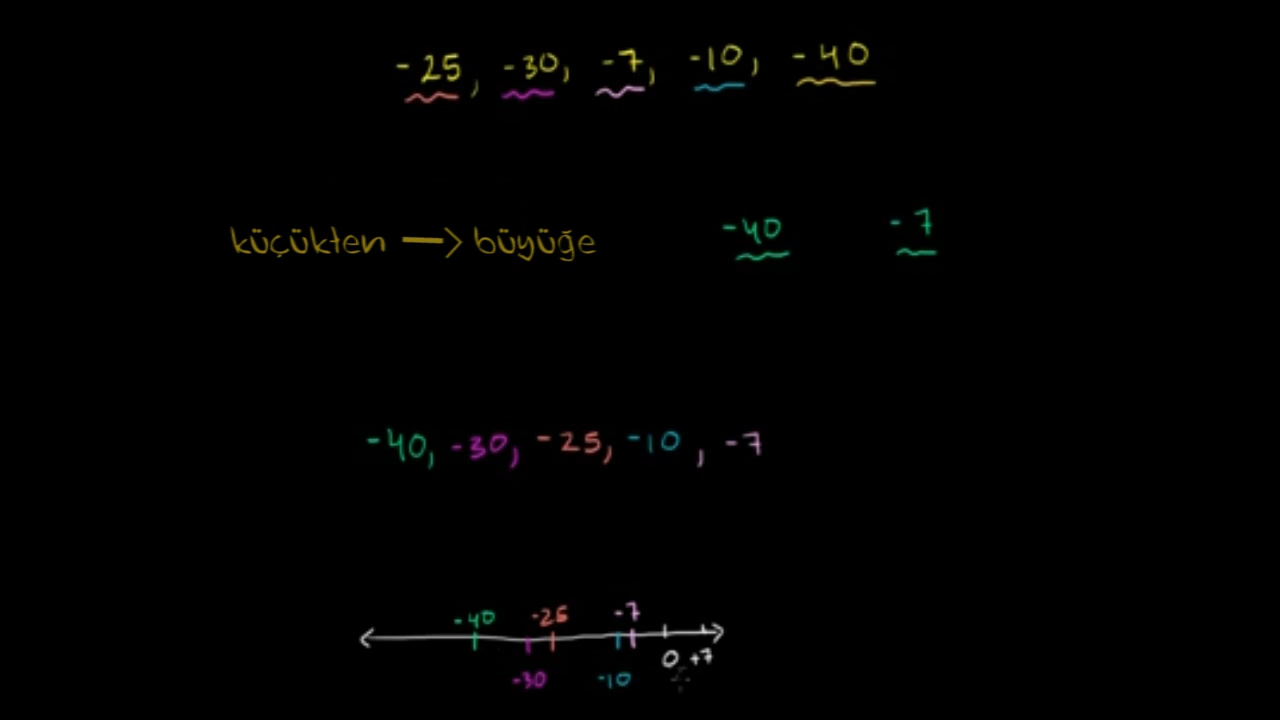 -25, -30, -7, -10, -40
küçükten → büyüğe -40 -7
-40, -30, -25, -10, -7
-40 -25 -7
0 +7
-30 -10